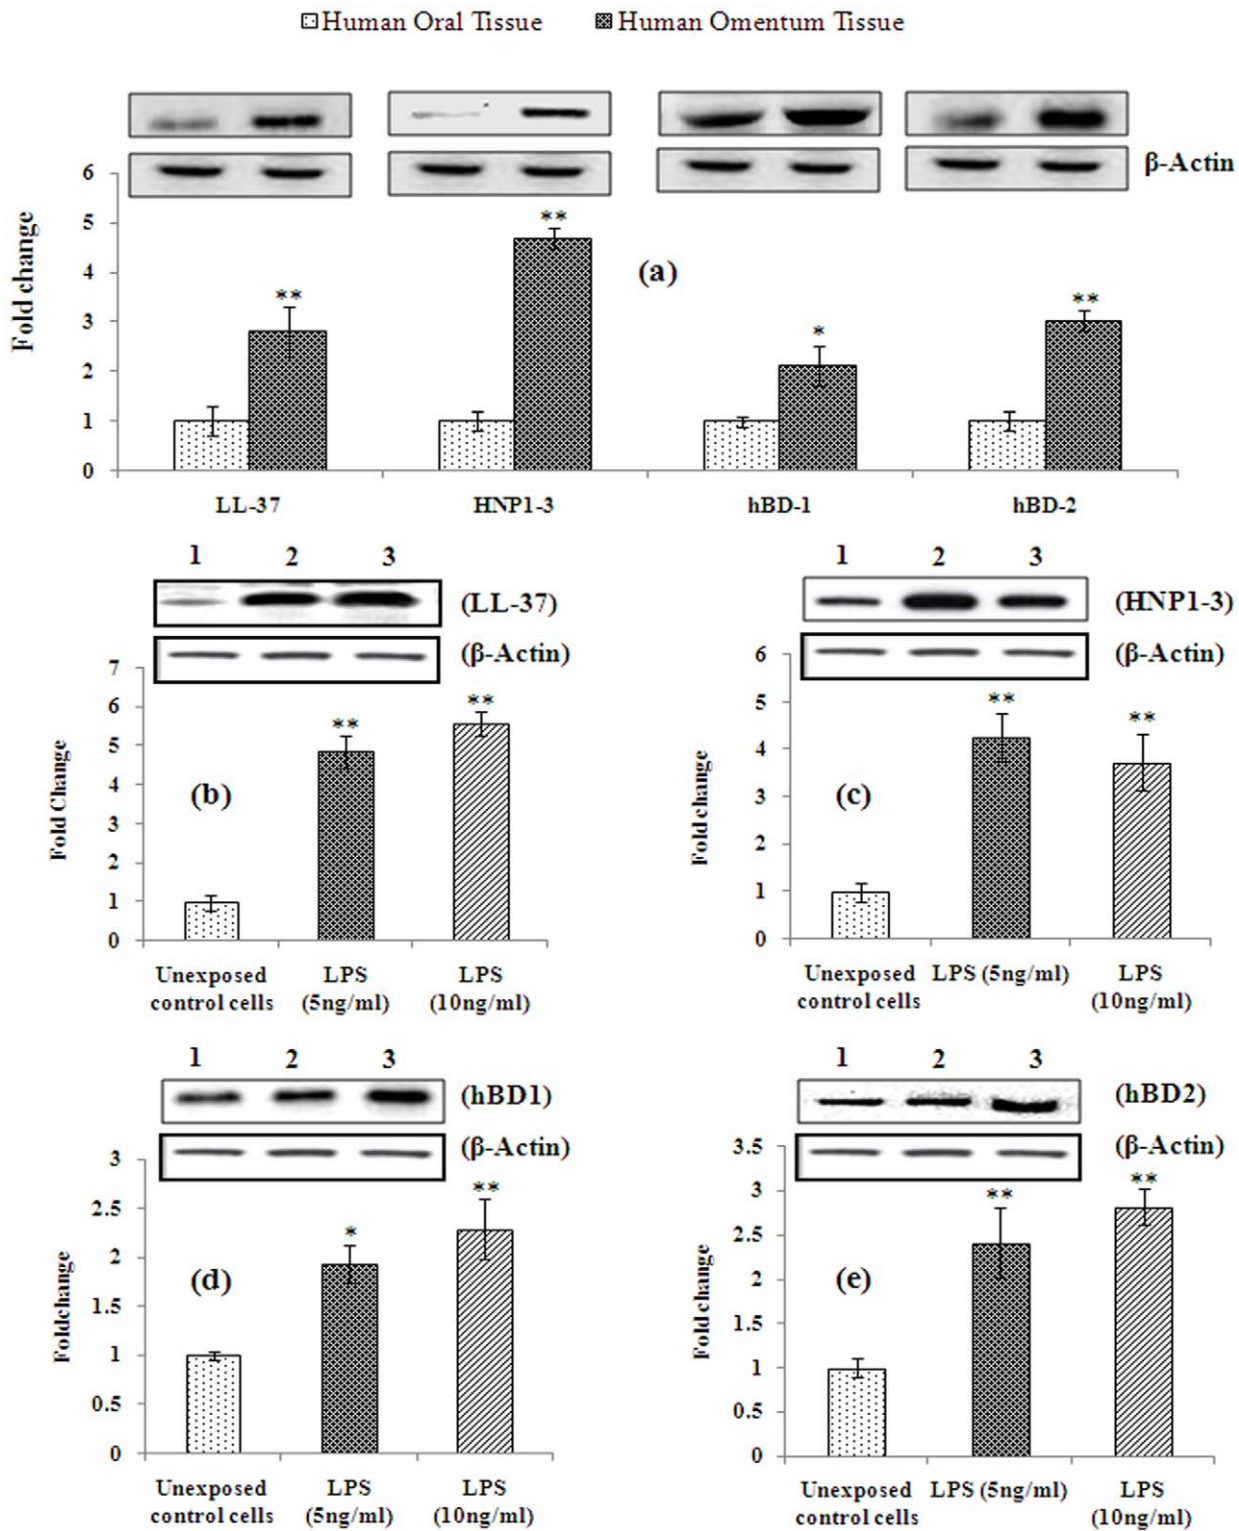 Human Oral Tissue Human Omentum Tissue
β-Actin
6
5
4
3
2
1
0
Fold change
** ** * **
(a)
LL-37 HNP1-3 hBD-1 hBD-2
1 2 3
(LL-37)
(β-Actin)
7
6
5
4
3
2
1
0
Fold Change
** **
(b)
Unexposed control cells
LPS (5ng/ml)
LPS (10ng/ml)
1 2 3
(HNP1-3)
(β-Actin)
6
5
4
3
2
1
0
Fold change
** **
(c)
Unexposed control cells
LPS (5ng/ml)
LPS (10ng/ml)
1 2 3
(hBD1)
(β-Actin)
3
2.5
2
1.5
1
0.5
0
Foldchange
* **
(d)
Unexposed control cells
LPS (5ng/ml)
LPS (10ng/ml)
1 2 3
(hBD2)
(β-Actin)
3.5
3
2.5
2
1.5
1
0.5
0
Fold change
** **
(e)
Unexposed control cells
LPS (5ng/ml)
LPS (10ng/ml)